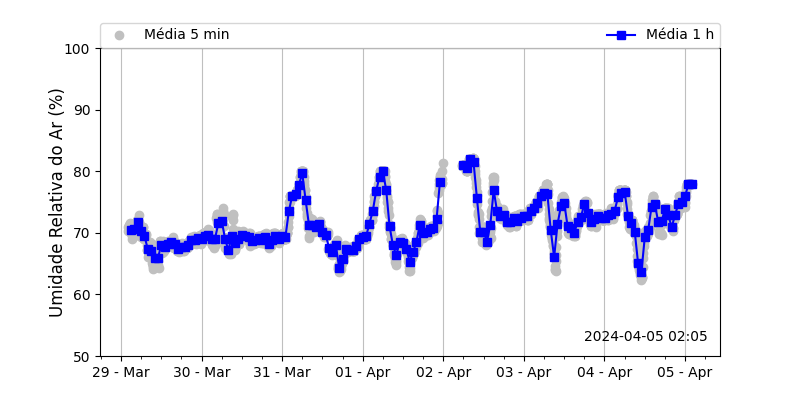 Média 5 min
Média 1 h
100
90
80
70
60
50
Umidade Relativa do Ar (%)
2024-04-05 02:05
29 - Mar
30 - Mar
31 - Mar
01 - Apr
02 - Apr
03 - Apr
04 - Apr
05 - Apr